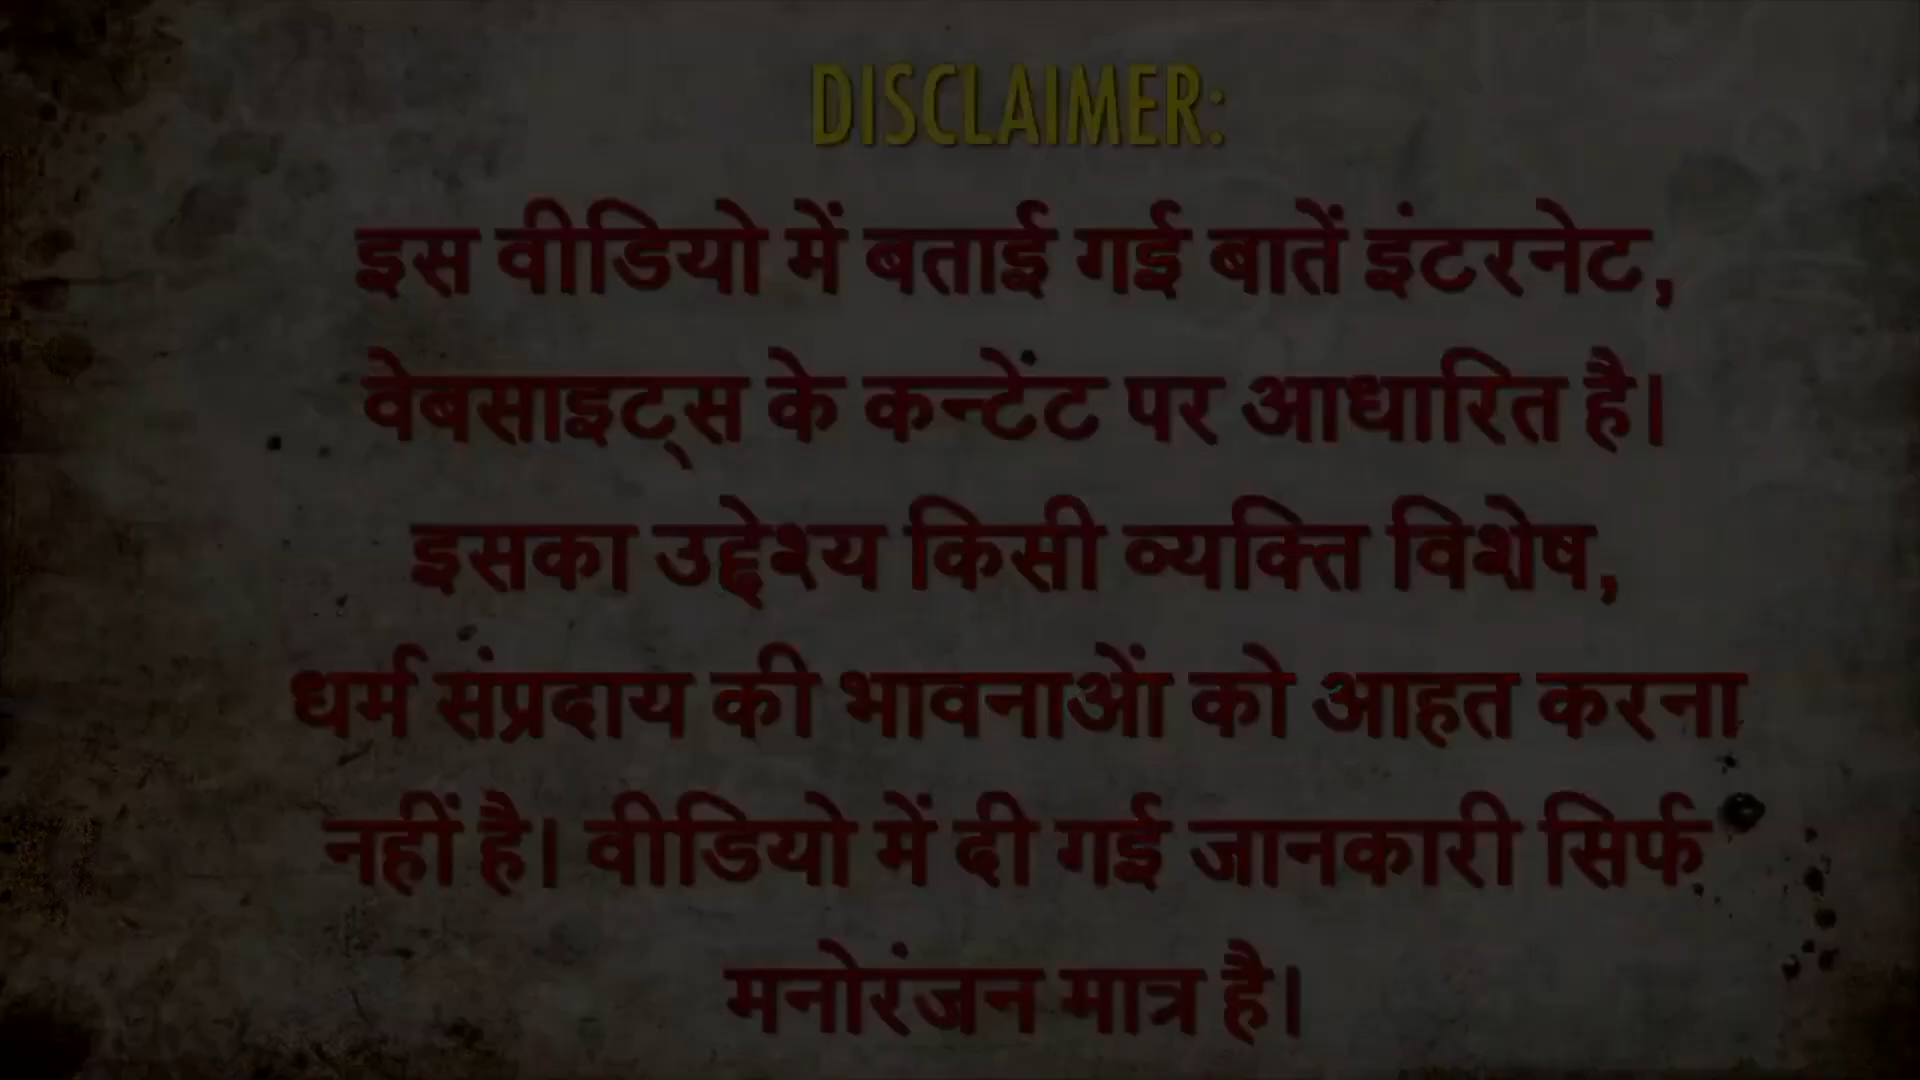 DISCLAIMER:
इस वीडियो में बताई गई बातें इंटरनेट,
वेबसाइट्स के कन्टेंट पर आधारित है।
इसका उद्देश्य किसी व्यक्ति विशेष,
धर्म संप्रदाय की भावनाओं को आहत करना
नहीं है। वीडियो में दी गई जानकारी सिर्फ
मनोरंजन मात्र है।